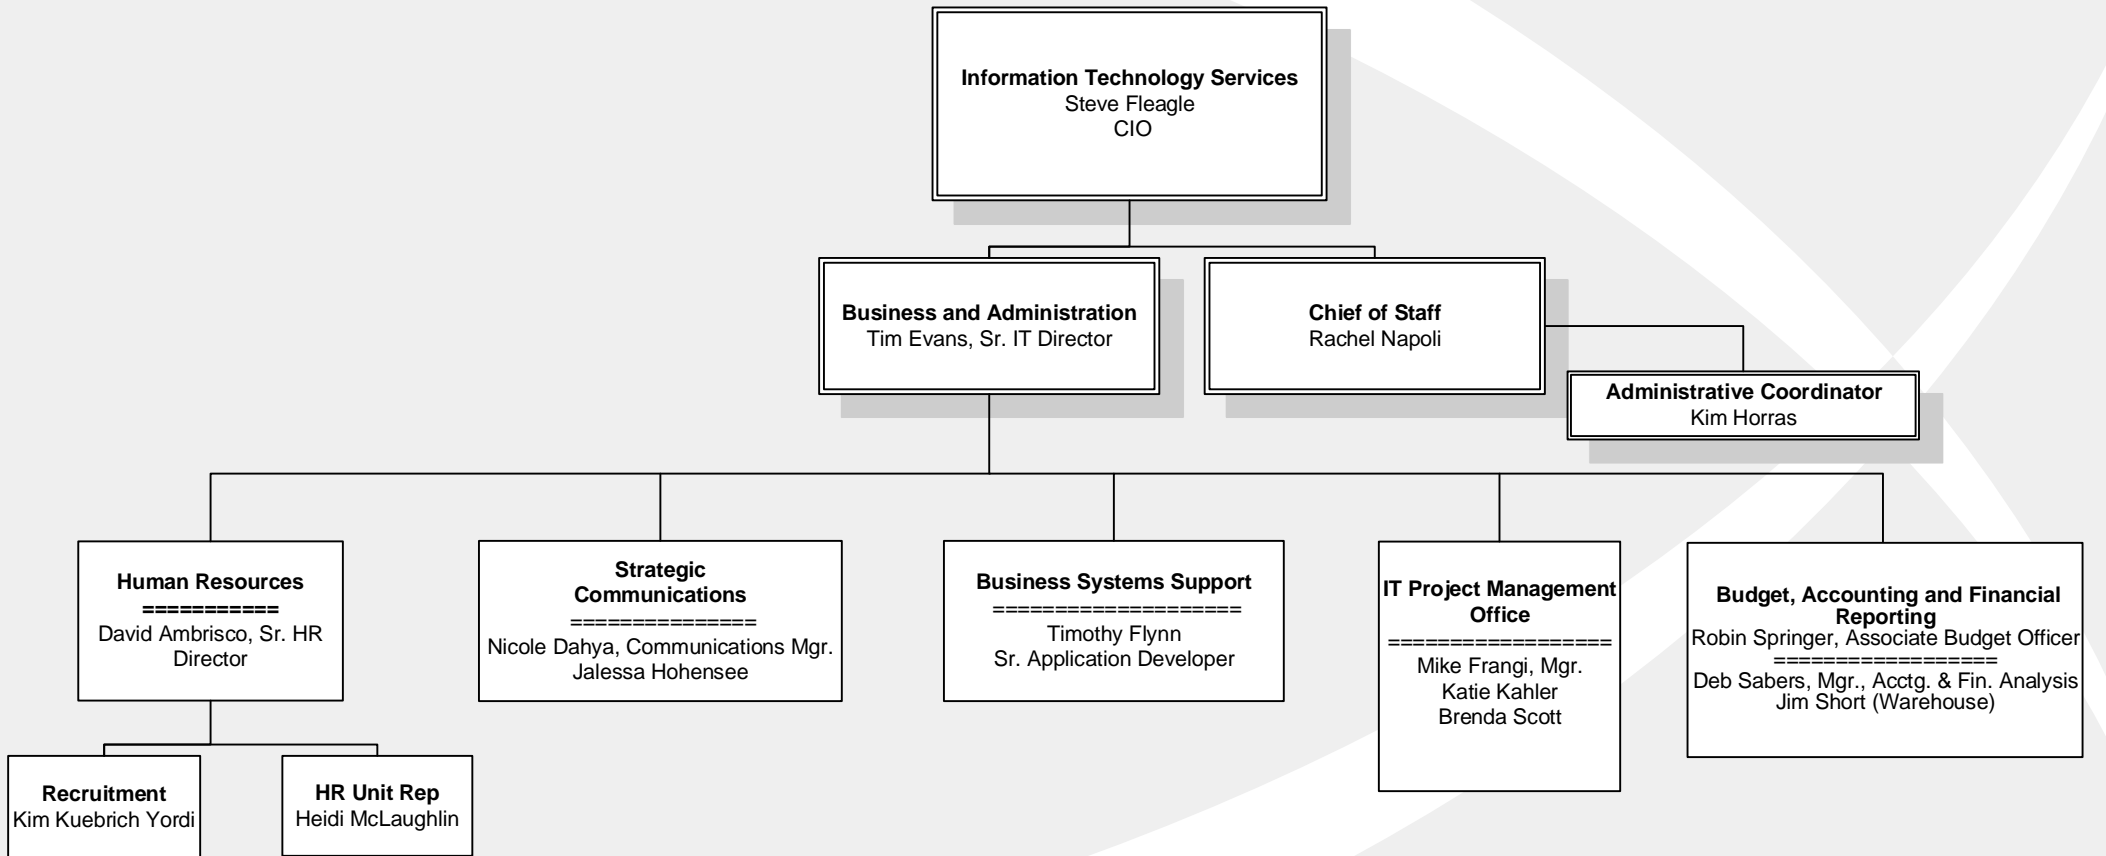 Information Technology Services
Steve Fleagle
CIO
Business and Administration
Tim Evans, Sr. IT Director
Chief of Staff
Rachel Napoli
Administrative Coordinator
Kim Horras
Human Resources
===========
David Ambrisco, Sr. HR
Director
Strategic
Communications
===============
Nicole Dahya, Communications Mgr.
Jalessa Hohensee
Business Systems Support
====================
Timothy Flynn
Sr. Application Developer
IT Project Management
Office
==================
Mike Frangi, Mgr.
Katie Kahler
Brenda Scott
Budget, Accounting and Financial
Reporting
Robin Springer, Associate Budget Officer
==================
Deb Sabers, Mgr., Acctg. & Fin. Analysis
Jim Short (Warehouse)
Recruitment
Kim Kuebrich Yordi
HR Unit Rep
Heidi McLaughlin